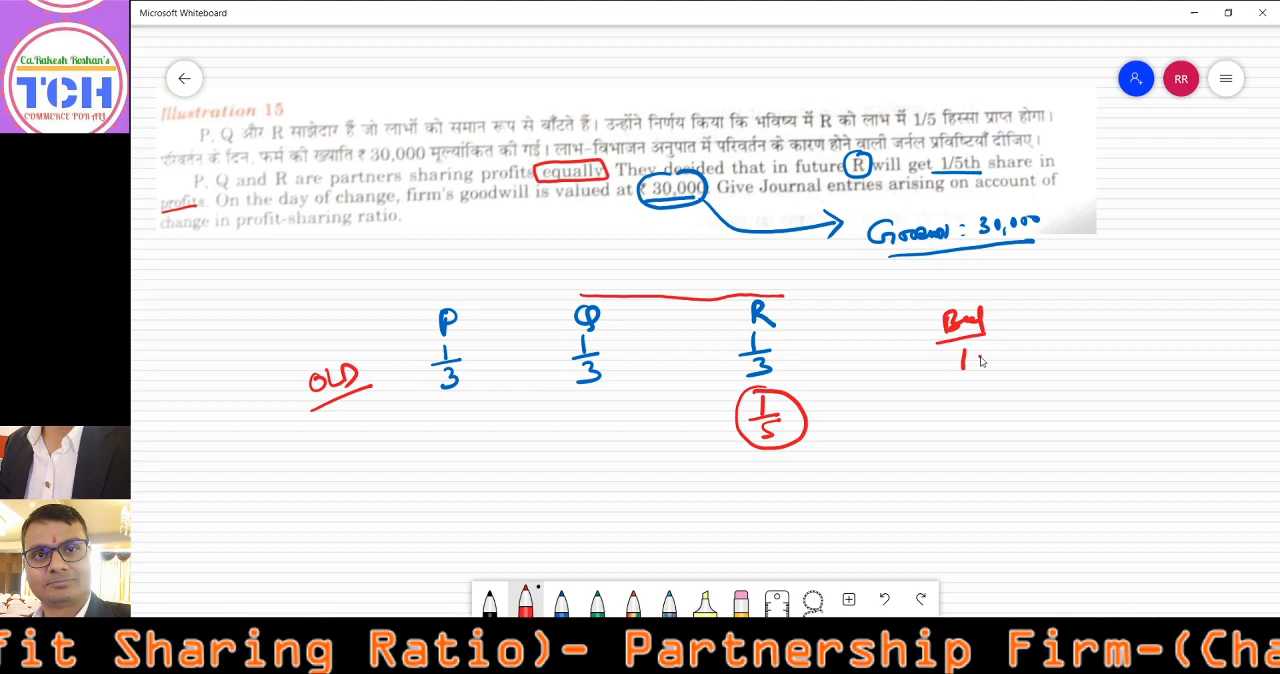 Microsoft Whiteboard
Ca.Rakesh Roshan's
TCH
COMMERCE FOR ALL
RR
Illustration 15
P, Q और R साझेदार हैं जो लाभों को समान रूप से बाँटते हैं। उन्होंने निर्णय किया कि भविष्य में R को लाभ में 1/5 हिस्सा प्राप्त होगा।
परिवर्तन के दिन, फर्म की ख्याति ₹ 30,000 मूल्यांकित की गई। लाभ-विभाजन अनुपात में परिवर्तन के कारण होने वाली जर्नल प्रविष्टियाँ दीजिए।
P, Q and R are partners sharing profits equally. They decided that in future R will get 1/5th share in
profits. On the day of change, firm's goodwill is valued at ₹ 30,000. Give Journal entries arising on account of
change in profit-sharing ratio.
: 30,000
P Q R
OLD 1/3 1/3 1/3 1
1/5
fit Sharing Ratio)- Partnership Firm-(Cha